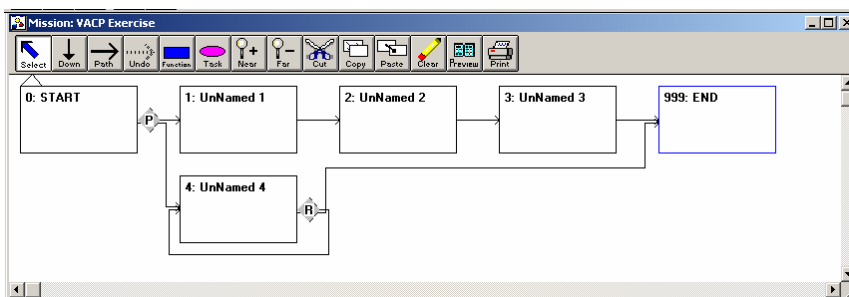 Mission: VACP Exercise
Select Down Path Undo Function Task Near Far Cut Copy Paste Clear Preview Print
0: START 1: UnNamed 1 2: UnNamed 2 3: UnNamed 3 999: END
P
4: UnNamed 4
R